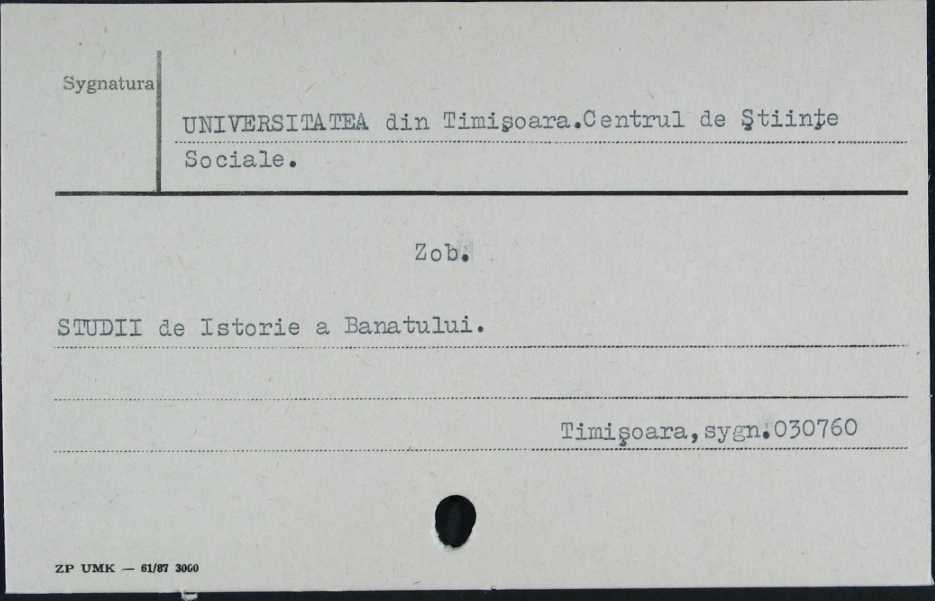 Sygnatura
UNIVERSITATEA din Timişoara.Centrul de Ştiinţe
Sociale.
Zob.
STUDII de Istorie a Banatului.
Timişoara,sygn.030760
ZP UMK — 61/87 3000